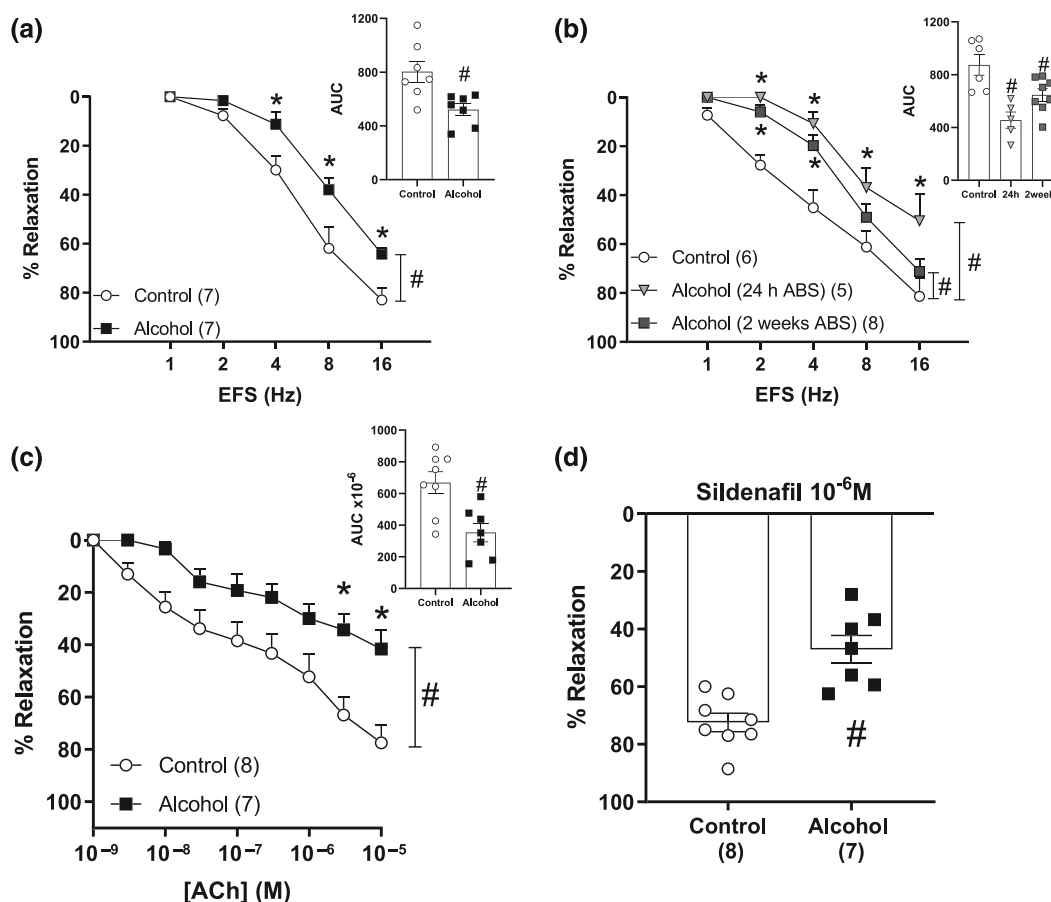 (a)
1200
800
400
0
AUC
#
Control Alcohol
0
20
40
60
80
100
% Relaxation
*
*
*
#
Control (7)
Alcohol (7)
1 2 4 8 16
EFS (Hz)
(b)
1200
800
400
0
AUC
#
#
Control 24h 2week
0
20
40
60
80
100
% Relaxation
* * * *
* *
#
#
Control (6)
Alcohol (24 h ABS) (5)
Alcohol (2 weeks ABS) (8)
1 2 4 8 16
EFS (Hz)
(c)
1000
800
600
400
200
0
AUC x10⁻⁶
#
Control Alcohol
0
20
40
60
80
100
% Relaxation
* *
#
Control (8)
Alcohol (7)
10⁻⁹ 10⁻⁸ 10⁻⁷ 10⁻⁶ 10⁻⁵
[ACh] (M)
(d)
Sildenafil 10⁻⁶M
0
20
40
60
80
100
% Relaxation
#
Control Alcohol
(8) (7)